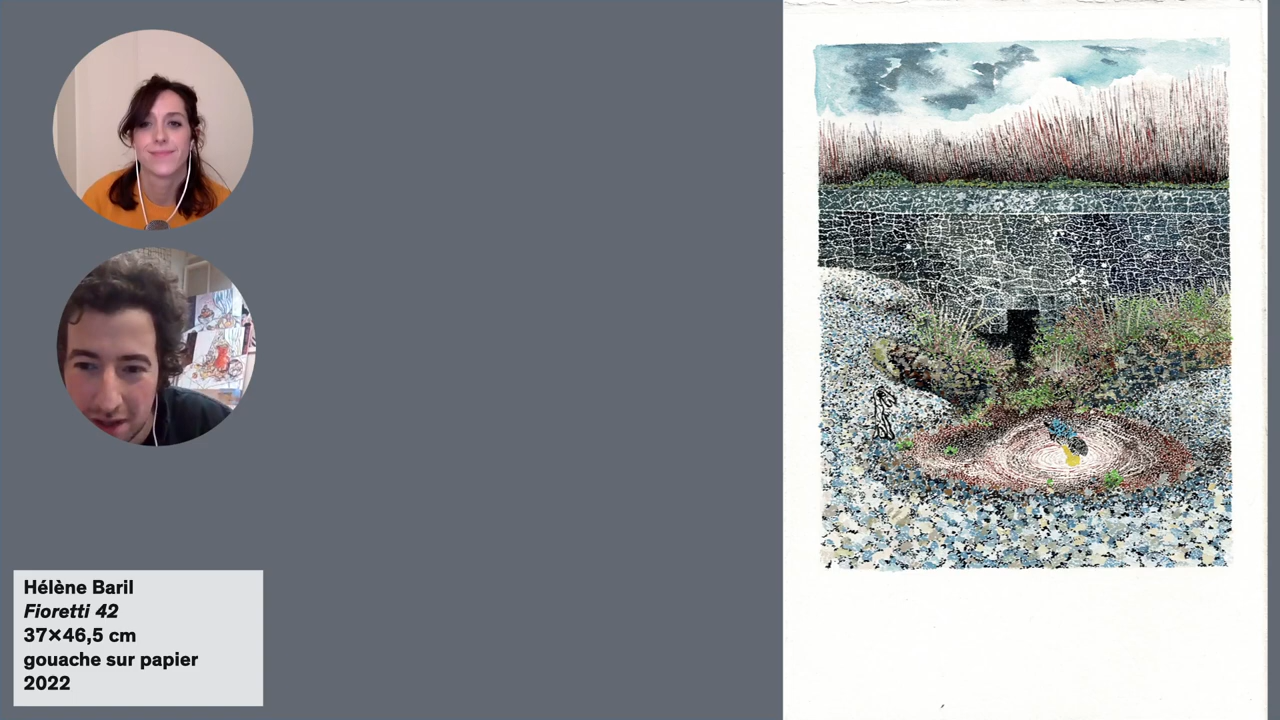 Hélène Baril
Fioretti 42
37×46,5 cm
gouache sur papier
2022